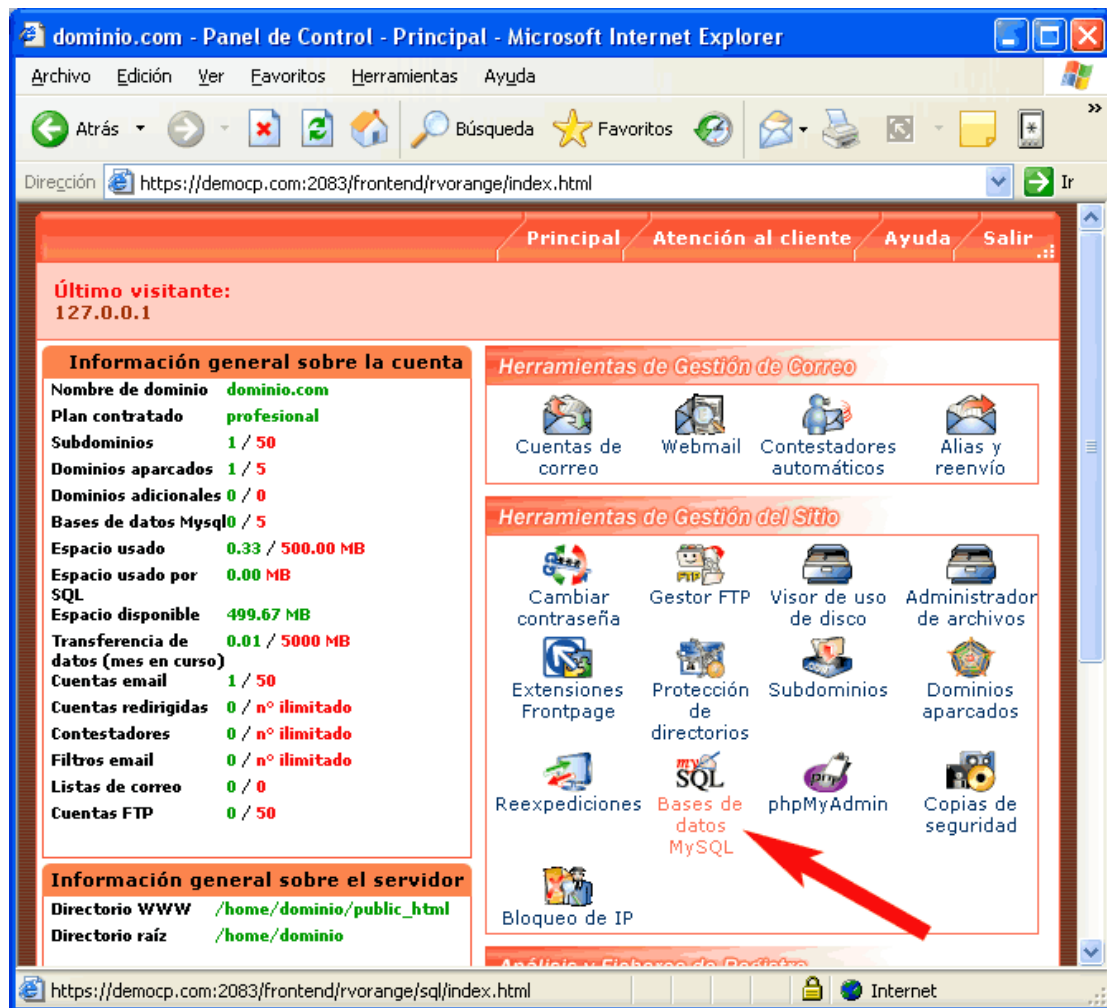 dominio.com - Panel de Control - Principal - Microsoft Internet Explorer
Archivo Edición Ver Favoritos Herramientas Ayuda
Atrás Búsqueda Favoritos
Dirección https://democp.com:2083/frontend/rvorange/index.html Ir
Principal Atención al cliente Ayuda Salir
Último visitante:
127.0.0.1
Información general sobre la cuenta
Nombre de dominio dominio.com
Plan contratado profesional
Subdominios 1 / 50
Dominios aparcados 1 / 5
Dominios adicionales 0 / 0
Bases de datos Mysql 0 / 5
Espacio usado 0.33 / 500.00 MB
Espacio usado por 0.00 MB
SQL
Espacio disponible 499.67 MB
Transferencia de 0.01 / 5000 MB
datos (mes en curso)
Cuentas email 1 / 50
Cuentas redirigidas 0 / nº ilimitado
Contestadores 0 / nº ilimitado
Filtros email 0 / nº ilimitado
Listas de correo 0 / 0
Cuentas FTP 0 / 50
Información general sobre el servidor
Directorio WWW /home/dominio/public_html
Directorio raíz /home/dominio
Herramientas de Gestión de Correo
Cuentas de
correo
Webmail
Contestadores
automáticos
Alias y
reenvío
Herramientas de Gestión del Sitio
Cambiar
contraseña
FTP
Gestor FTP
Visor de uso
de disco
Administrador
de archivos
Extensiones
Frontpage
Protección
de
directorios
Subdominios
Dominios
aparcados
Reexpediciones
my
SQL
Bases de
datos
MySQL
php
phpMyAdmin
Copias de
seguridad
Bloqueo de IP
Análisis y Ficheros de Registro
https://democp.com:2083/frontend/rvorange/sql/index.html Internet